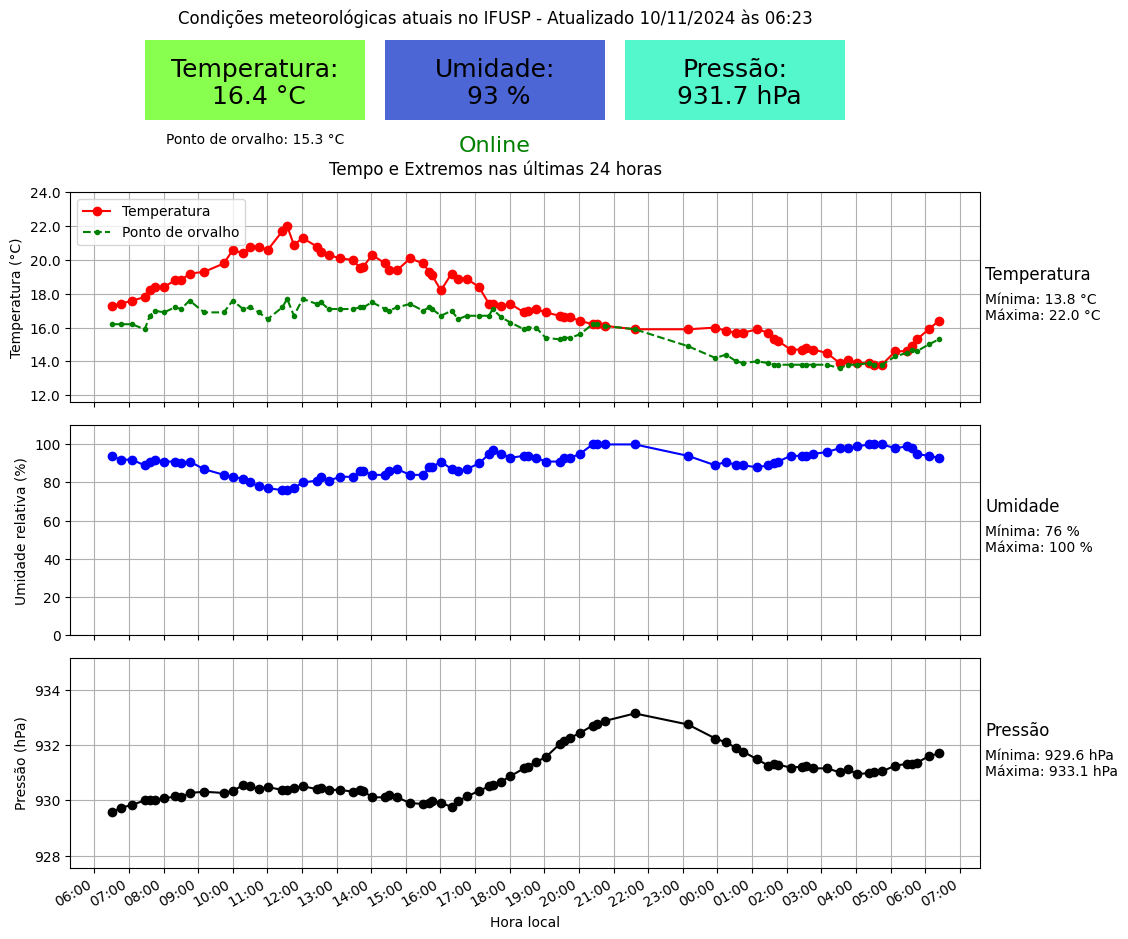 Condições meteorológicas atuais no IFUSP - Atualizado 10/11/2024 às 06:23
Temperatura:
16.4 °C
Umidade:
93 %
Pressão:
931.7 hPa
Ponto de orvalho: 15.3 °C
Online
Tempo e Extremos nas últimas 24 horas
Temperatura (°C)
24.0
22.0
20.0
18.0
16.0
14.0
12.0
Temperatura
Ponto de orvalho
Temperatura
Mínima: 13.8 °C
Máxima: 22.0 °C
Umidade relativa (%)
100
80
60
40
20
0
Umidade
Mínima: 76 %
Máxima: 100 %
Pressão (hPa)
934
932
930
928
Pressão
Mínima: 929.6 hPa
Máxima: 933.1 hPa
06:00 07:00 08:00 09:00 10:00 11:00 12:00 13:00 14:00 15:00 16:00 17:00 18:00 19:00 20:00 21:00 22:00 23:00 00:00 01:00 02:00 03:00 04:00 05:00 06:00 07:00
Hora local